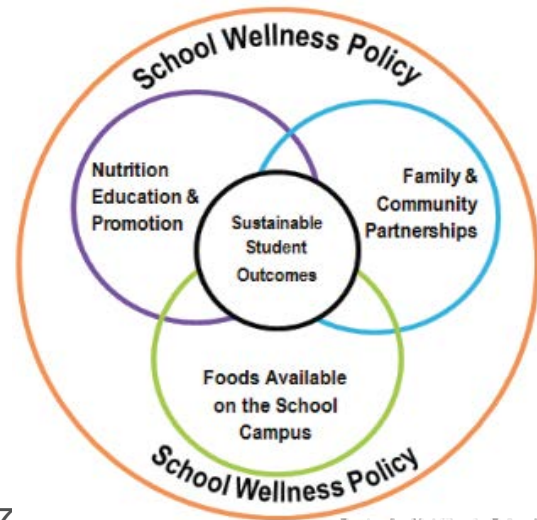 School Wellness Policy
Nutrition
Education &
Promotion
Family &
Community
Partnerships
Sustainable
Student
Outcomes
Foods Available
on the School
Campus
School Wellness Policy
7